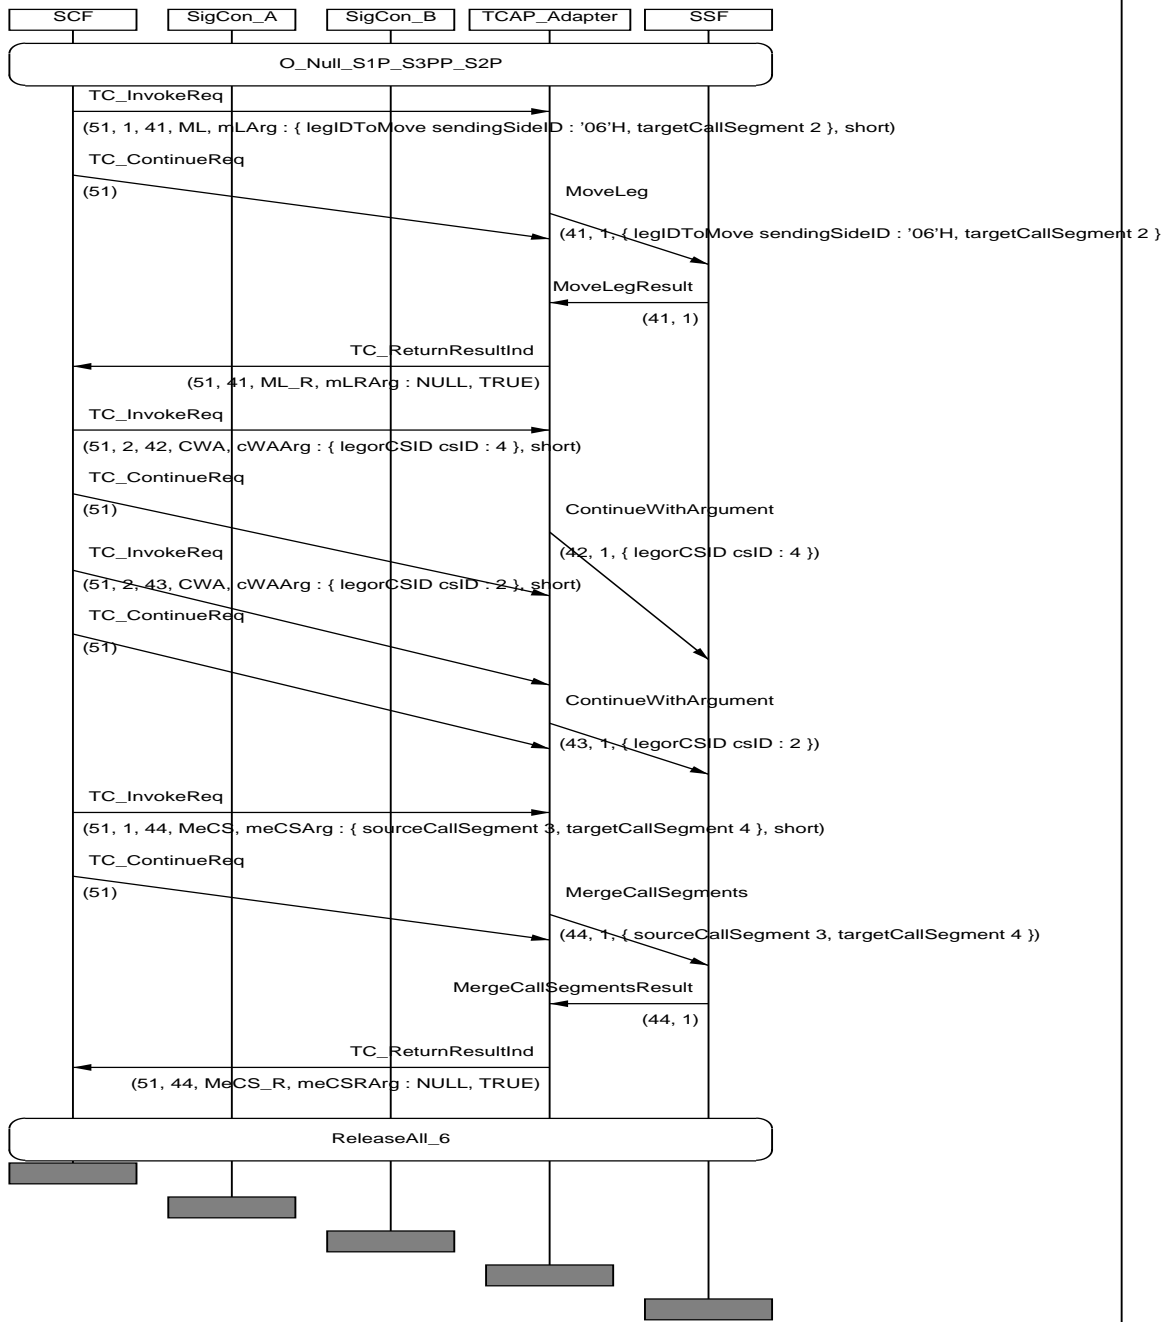 SCF SigCon_A SigCon_B TCAP_Adapter SSF
O_Null_S1P_S3PP_S2P
TC_InvokeReq
(51, 1, 41, ML, mLArg : { legIDToMove sendingSideID : '06'H, targetCallSegment 2 }, short)
TC_ContinueReq
(51)
MoveLeg
(41, 1, { legIDToMove sendingSideID : '06'H, targetCallSegment 2 }
MoveLegResult
(41, 1)
TC_ReturnResultInd
(51, 41, ML_R, mLRArg : NULL, TRUE)
TC_InvokeReq
(51, 2, 42, CWA, cWAArg : { legorCSID csID : 4 }, short)
TC_ContinueReq
(51)
ContinueWithArgument
(42, 1, { legorCSID csID : 4 })
TC_InvokeReq
(51, 2, 43, CWA, cWAArg : { legorCSID csID : 2 }, short)
TC_ContinueReq
(51)
ContinueWithArgument
(43, 1, { legorCSID csID : 2 })
TC_InvokeReq
(51, 1, 44, MeCS, meCSArg : { sourceCallSegment 3, targetCallSegment 4 }, short)
TC_ContinueReq
(51)
MergeCallSegments
(44, 1, { sourceCallSegment 3, targetCallSegment 4 })
MergeCallSegmentsResult
(44, 1)
TC_ReturnResultInd
(51, 44, MeCS_R, meCSRArg : NULL, TRUE)
ReleaseAll_6